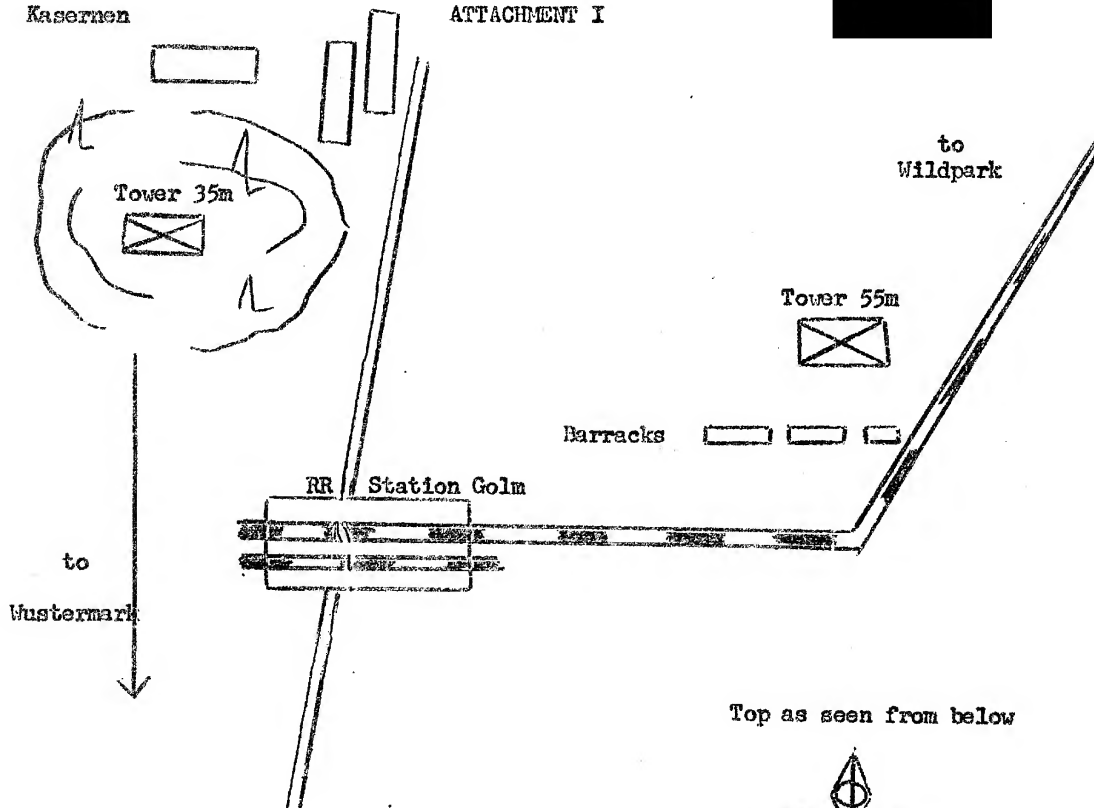 Kasernen
ATTACHMENT I
to
Wildpark
Tower 35m
Tower 55m
Barracks
RR Station Golm
to
Wustermark
Top as seen from below